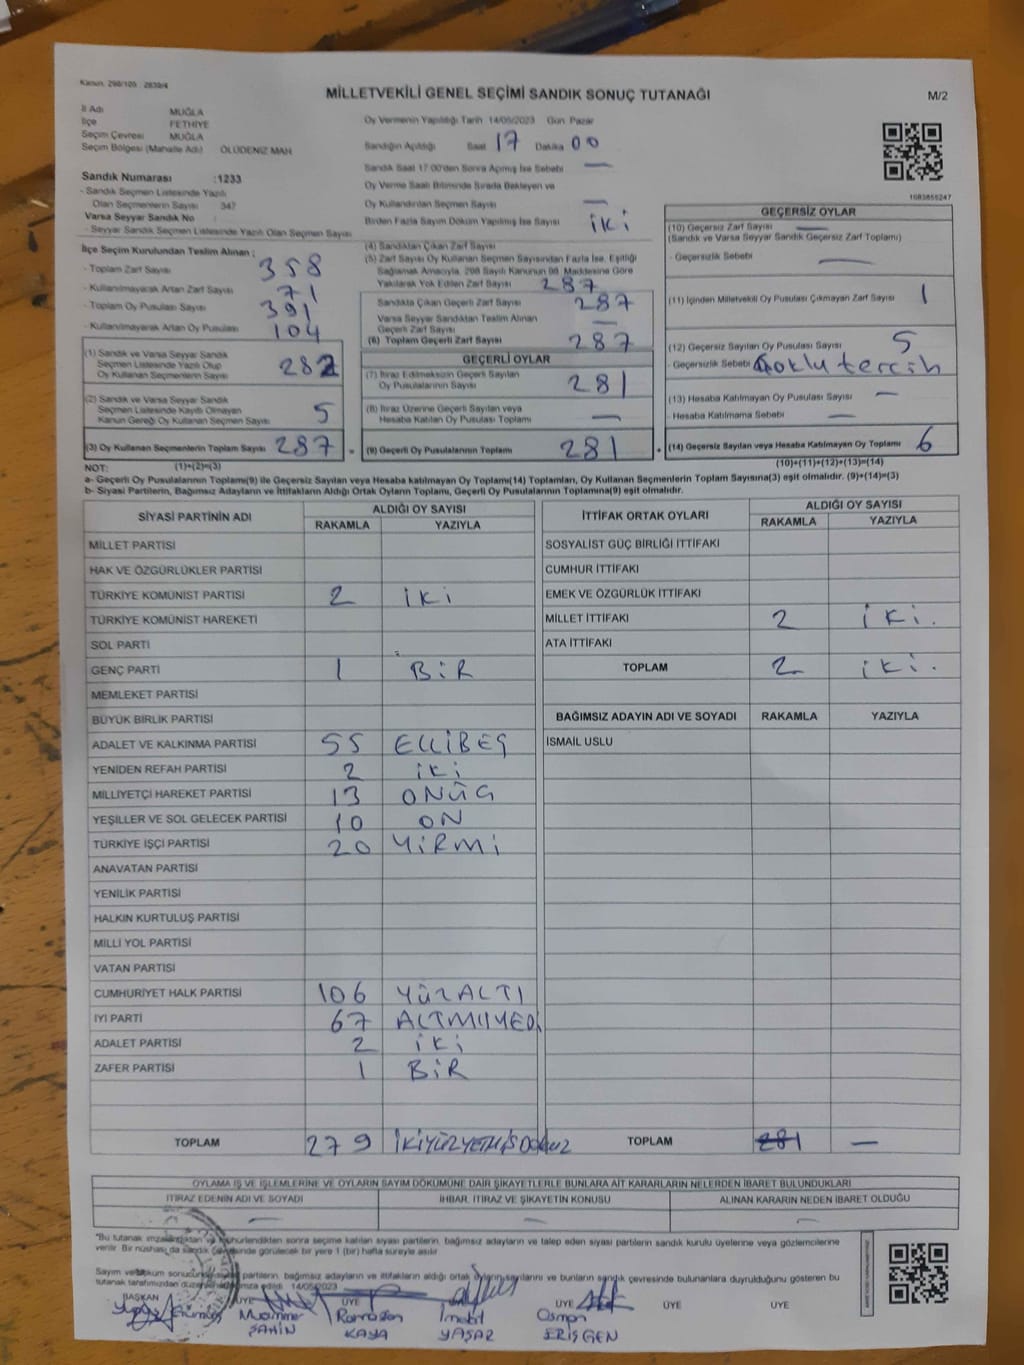 Kanun: 298/105 2839/4
MİLLETVEKİLİ GENEL SEÇİMİ SANDIK SONUÇ TUTANAĞI
M/2
İl Adı MUĞLA
İlçe FETHİYE
Seçim Çevresi MUĞLA
Seçim Bölgesi (Mahalle Adı) ÖLÜDENİZ MAH
Sandık Numarası :1233
- Sandık Seçmen Listesinde Yazılı
Olan Seçmenlerin Sayısı 347
Varsa Seyyar Sandık No :
- Seyyar Sandık Seçmen Listesinde Yazılı Olan Seçmen Sayısı
Oy Vermenin Yapıldığı Tarih 14/05/2023 Gün Pazar
Sandığın Açıldığı Saat 17 Dakika 00
Sandık Saat 17:00'den Sonra Açımış İse Sebebi —
Oy Verme Saati Bitiminde Sırada Bekleyen ve
Oy Kullandırılan Seçmen Sayısı —
Birden Fazla Sayım Döküm Yapılmış İse Sayısı iki
1083855247
İlçe Seçim Kurulundan Teslim Alınan :
- Toplam Zarf Sayısı 358
- Kullanılmayarak Artan Zarf Sayısı 71
- Toplam Oy Pusulası Sayısı 391
- Kullanılmayarak Artan Oy Pusulası 104
(1) Sandık ve Varsa Seyyar Sandık
Seçmen Listesinde Yazılı Olup
Oy Kullanan Seçmenlerin Sayısı 282
(2) Sandık ve Varsa Seyyar Sandık
Seçmen Listesinde Kayıtlı Olmayan
Kanun Gereği Oy Kullanan Seçmen Sayısı 5
(3) Oy Kullanan Seçmenlerin Toplam Sayısı 287
(4) Sandıktan Çıkan Zarf Sayısı
(5) Zarf Sayısı Oy Kullanan Seçmen Sayısından Fazla İse, Eşitliği
Sağlamak Amacıyla, 298 Sayılı Kanunun 98. Maddesine Göre
Yakılarak Yok Edilen Zarf Sayısı 287
Sandıkta Çıkan Geçerli Zarf Sayısı 287
Varsa Seyyar Sandıktan Teslim Alınan
Geçerli Zarf Sayısı —
(6) Toplam Geçerli Zarf Sayısı 287
GEÇERLİ OYLAR
(7) İtiraz Edilmeksizin Geçerli Sayılan
Oy Pusulalarının Sayısı 281
(8) İtiraz Üzerine Geçerli Sayılan veya
Hesaba Katılan Oy Pusulası Toplamı —
(9) Geçerli Oy Pusulalarının Toplamı 281
GEÇERSİZ OYLAR
(10) Geçersiz Zarf Sayısı —
(Sandık ve Varsa Seyyar Sandık Geçersiz Zarf Toplamı)
- Geçersizlik Sebebi —
(11) İçinden Milletvekili Oy Pusulası Çıkmayan Zarf Sayısı 1
(12) Geçersiz Sayılan Oy Pusulası Sayısı 5
- Geçersizlik Sebebi Çoklu tercih
(13) Hesaba Katılmayan Oy Pusulası Sayısı —
- Hesaba Katılmama Sebebi —
(14) Geçersiz Sayılan veya Hesaba Katılmayan Oy Toplamı 6
NOT: (1)+(2)=(3)
(10)+(11)+(12)+(13)=(14)
a- Geçerli Oy Pusulalarının Toplamı(9) ile Geçersiz Sayılan veya Hesaba katılmayan Oy Toplamı(14) Toplamları, Oy Kullanan Seçmenlerin Toplam Sayısına(3) eşit olmalıdır. (9)+(14)=(3)
b- Siyasi Partilerin, Bağımsız Adayların ve İttifakların Aldığı Ortak Oyların Toplamı, Geçerli Oy Pusulalarının Toplamına(9) eşit olmalıdır.
SİYASİ PARTİNİN ADI ALDIĞI OY SAYISI
RAKAMLA YAZIYLA
MİLLET PARTİSİ
HAK VE ÖZGÜRLÜKLER PARTİSİ
TÜRKİYE KOMÜNİST PARTİSİ 2 iki
TÜRKİYE KOMÜNİST HAREKETİ
SOL PARTİ
GENÇ PARTİ 1 BİR
MEMLEKET PARTİSİ
BÜYÜK BİRLİK PARTİSİ
ADALET VE KALKINMA PARTİSİ 55 ELLİBEŞ
YENİDEN REFAH PARTİSİ 2 iki
MİLLİYETÇİ HAREKET PARTİSİ 13 ONÜÇ
YEŞİLLER VE SOL GELECEK PARTİSİ 10 ON
TÜRKİYE İŞÇİ PARTİSİ 20 YİRMİ
ANAVATAN PARTİSİ
YENİLİK PARTİSİ
HALKIN KURTULUŞ PARTİSİ
MİLLİ YOL PARTİSİ
VATAN PARTİSİ
CUMHURİYET HALK PARTİSİ 106 YÜZALTI
İYİ PARTİ 67 ALTMIŞYEDİ
ADALET PARTİSİ 2 iki
ZAFER PARTİSİ 1 BİR
TOPLAM 279 İKİYÜZYETMİŞDOKUZ
İTTİFAK ORTAK OYLARI ALDIĞI OY SAYISI
RAKAMLA YAZIYLA
SOSYALİST GÜÇ BİRLİĞİ İTTİFAKI
CUMHUR İTTİFAKI
EMEK VE ÖZGÜRLÜK İTTİFAKI
MİLLET İTTİFAKI 2 iki.
ATA İTTİFAKI
TOPLAM 2 iki.
BAĞIMSIZ ADAYIN ADI VE SOYADI RAKAMLA YAZIYLA
İSMAİL USLU
TOPLAM 281 —
OYLAMA İŞ VE İŞLEMLERİNE VE OYLARIN SAYIM DÖKÜMÜNE DAİR ŞİKAYETLERLE BUNLARA AİT KARARLARIN NELERDEN İBARET BULUNDUKLARI
İTİRAZ EDENİN ADI VE SOYADI İHBAR, İTİRAZ VE ŞİKAYETİN KONUSU ALINAN KARARIN NEDEN İBARET OLDUĞU
— — —
"Bu tutanak imzalandıktan ve mühürlendikten sonra seçime katılan siyasi partilerin, bağımsız adayların ve talep eden siyasi partilerin sandık kurulu üyelerine veya gözlemcilerine
verilir. Bir nüshası da sandık çevresinde görülecek bir yere 1 (bir) hafta süreyle asılır
Sayım ve döküm sonucunda siyasi partilerin, bağımsız adayların ve ittifakların aldığı ortak oyların sayılarını ve bunların sandık çevresinde bulunanlara duyrulduğunu gösteren bu
tutanak tarafımızdan düzenlenerek imza edildi. 14/05/2023
BAŞKAN ÜYE ÜYE ÜYE ÜYE ÜYE
Muammer Ramadan İsmail Osman
ŞAHİN KAYA YAŞAR ERİŞGEN